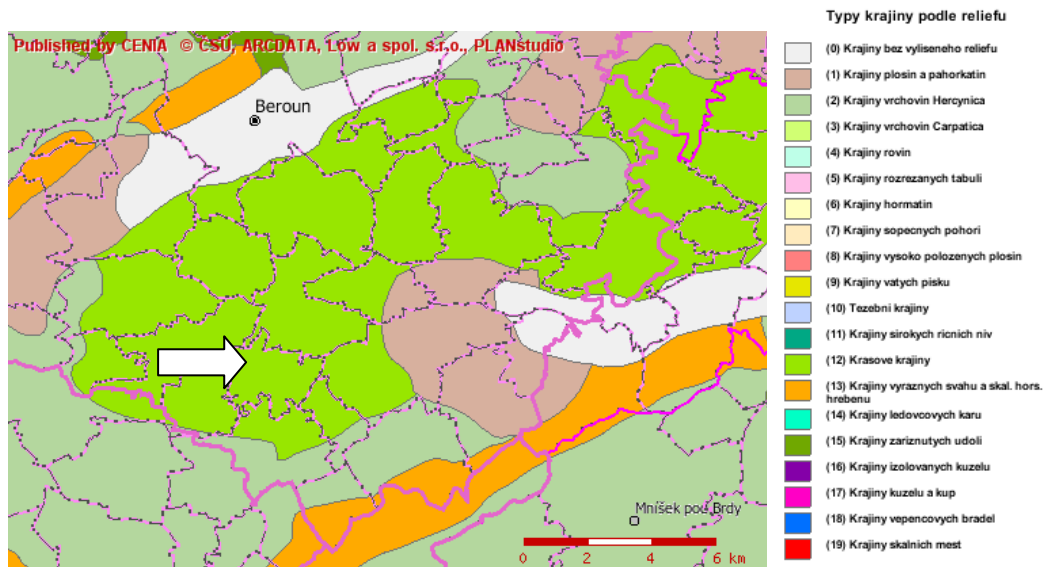 Typy krajiny podle reliefu
Published by CENIA © ČSÚ, ARCDATA, Löw a spol. s.r.o., PLANstudio
Beroun
Mníšek pod Brdy
0 2 4 6 km
(0) Krajiny bez vyliseneho reliefu
(1) Krajiny plosin a pahorkatin
(2) Krajiny vrchovin Hercynica
(3) Krajiny vrchovin Carpatica
(4) Krajiny rovin
(5) Krajiny rozrezanych tabuli
(6) Krajiny hornatin
(7) Krajiny sopecnych pohori
(8) Krajiny vysoko polozenych plosin
(9) Krajiny vatych pisku
(10) Tezebni krajiny
(11) Krajiny sirokych ricnich niv
(12) Krasove krajiny
(13) Krajiny vyraznych svahu a skal. hors.
hrebenu
(14) Krajiny ledovcovych karu
(15) Krajiny zariznutych udoli
(16) Krajiny izolovanych kuzelu
(17) Krajiny kuzelu a kup
(18) Krajiny vepencovych bradel
(19) Krajiny skalnich mest